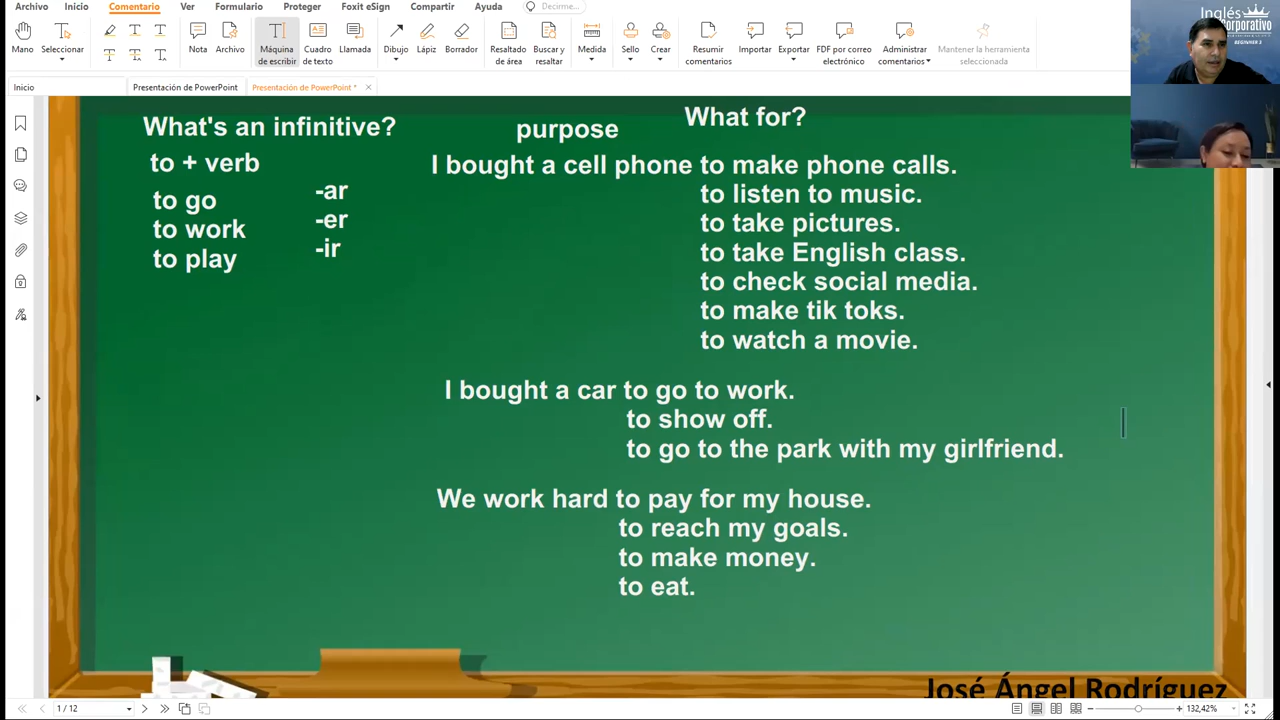 Archivo Inicio Comentario Ver Formulario Proteger Foxit eSign Compartir Ayuda Decirme...
Mano Seleccionar Nota Archivo Máquina de escribir Cuadro de texto Llamada Dibujo Lápiz Borrador Resaltado de área Buscar y resaltar Medida Sello Crear Resumir comentarios Importar Exportar PDF por correo electrónico Administrar comentarios Mantener la herramienta seleccionada
Inglés Corporativo
BEGINNER 2
Inicio Presentación de PowerPoint Presentación de PowerPoint *
What's an infinitive?
to + verb
to go
to work
to play
-ar
-er
-ir
purpose
What for?
I bought a cell phone to make phone calls.
to listen to music.
to take pictures.
to take English class.
to check social media.
to make tik toks.
to watch a movie.
I bought a car to go to work.
to show off.
to go to the park with my girlfriend.
We work hard to pay for my house.
to reach my goals.
to make money.
to eat.
José Ángel Rodríguez
1 / 12
132,42%